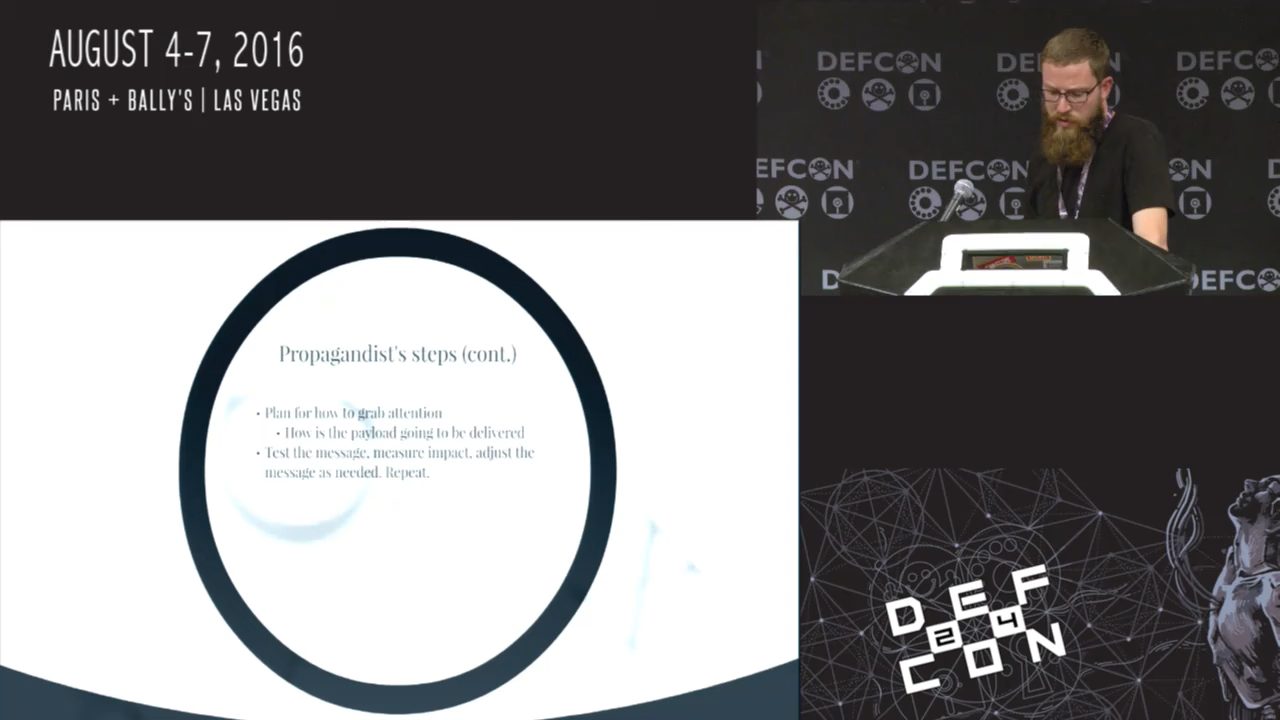 AUGUST 4-7, 2016
PARIS + BALLY'S | LAS VEGAS
DEFCON
DEFCON
DEFCON
Propagandist's steps (cont.)
• Plan for how to grab attention
• How is the payload going to be delivered
• Test the message, measure impact, adjust the
message as needed. Repeat.
DEF
24
CON